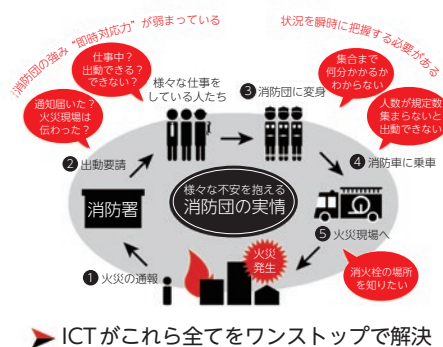 消防団の強み“即時対応力”が弱まっている
状況を瞬時に把握する必要がある
仕事中？
出動できる？
できない？
通知届いた？
火災現場は
伝わった？
様々な仕事を
している人たち
❸消防団に変身
集合まで
何分かかるか
わからない
人数が規定数
集まらないと
出動できない
❷出動要請
❹消防車に乗車
消防署
様々な不安を抱える
消防団の実情
❺火災現場へ
火災
発生
❶火災の通報
消火栓の場所
を知りたい
➤ICTがこれら全てをワンストップで解決